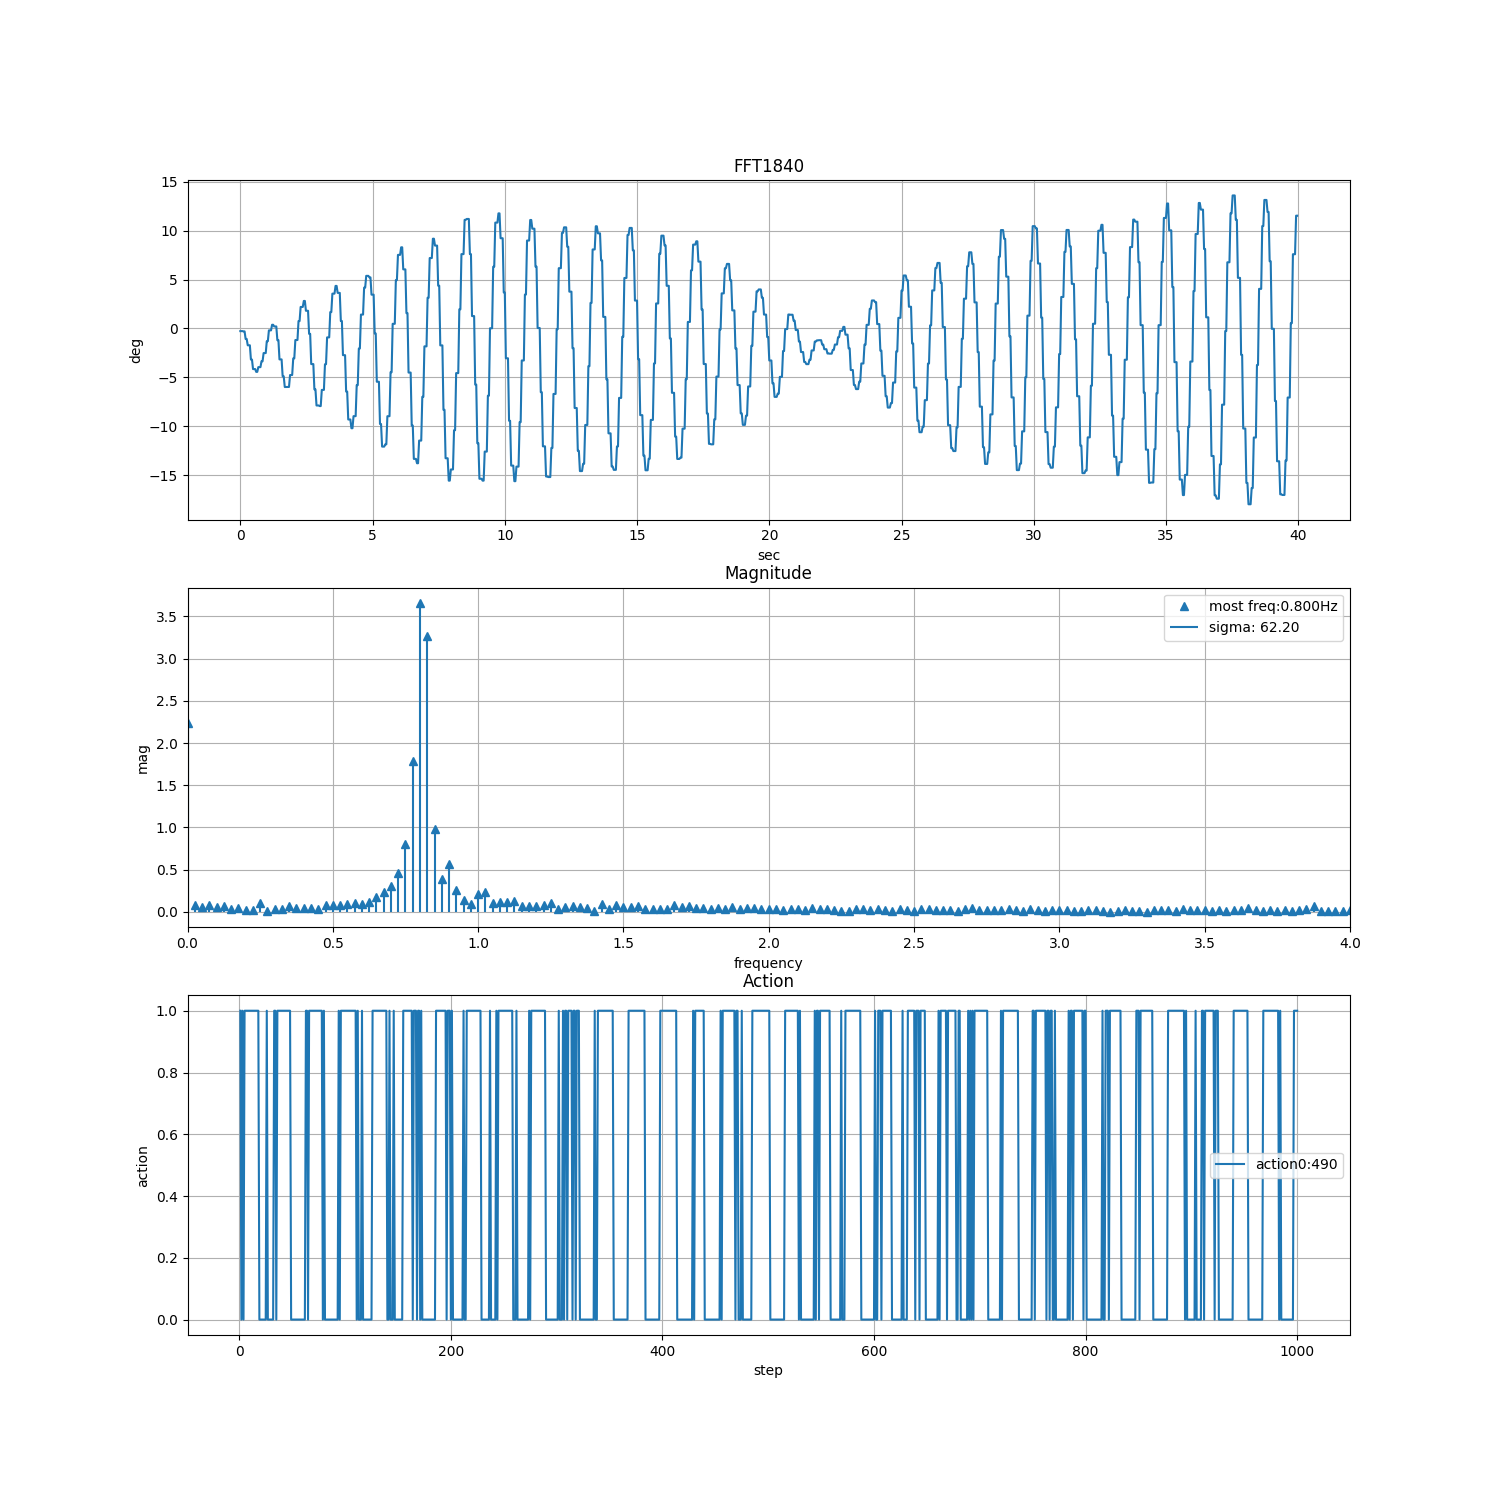 FFT1840
15
10
5
0
−5
−10
−15
deg
0 5 10 15 20 25 30 35 40
sec
Magnitude
3.5
3.0
2.5
2.0
1.5
1.0
0.5
0.0
mag
most freq:0.800Hz
sigma: 62.20
0.0 0.5 1.0 1.5 2.0 2.5 3.0 3.5 4.0
frequency
Action
1.0
0.8
0.6
0.4
0.2
0.0
action
action0:490
0 200 400 600 800 1000
step